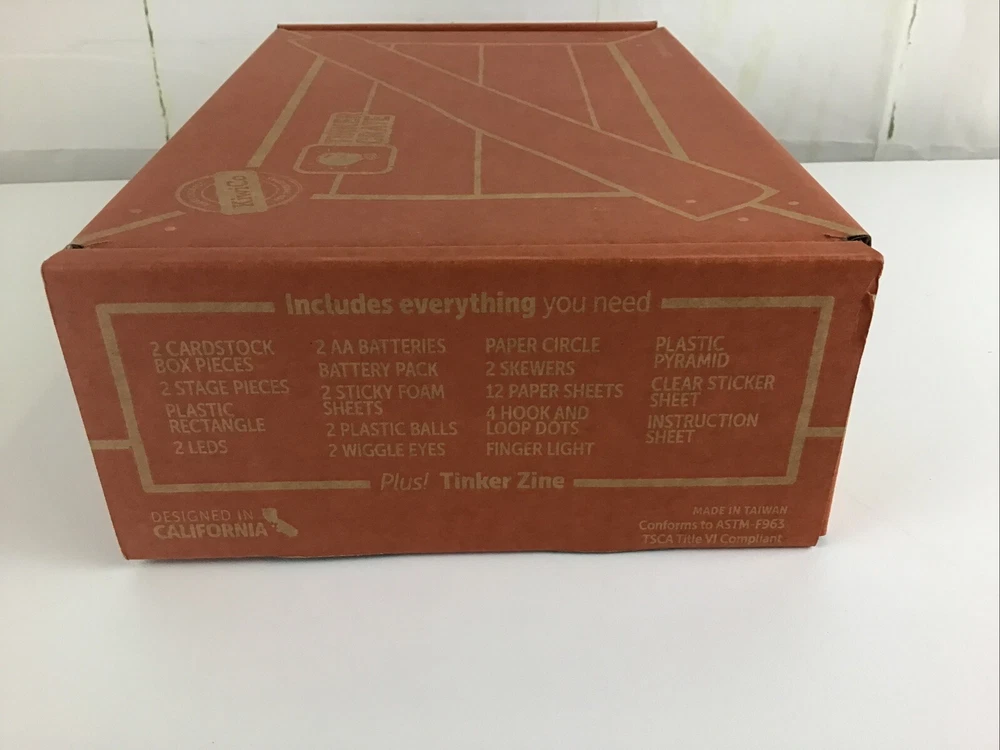 TINKER
CRATE
KiwiCo
Includes everything you need
2 CARDSTOCK
BOX PIECES
2 STAGE PIECES
PLASTIC
RECTANGLE
2 LEDS
2 AA BATTERIES
BATTERY PACK
2 STICKY FOAM
SHEETS
2 PLASTIC BALLS
2 WIGGLE EYES
PAPER CIRCLE
2 SKEWERS
12 PAPER SHEETS
4 HOOK AND
LOOP DOTS
FINGER LIGHT
PLASTIC
PYRAMID
CLEAR STICKER
SHEET
INSTRUCTION
SHEET
Plus! Tinker Zine
DESIGNED IN
CALIFORNIA
MADE IN TAIWAN
Conforms to ASTM-F963
TSCA Title VI Compliant